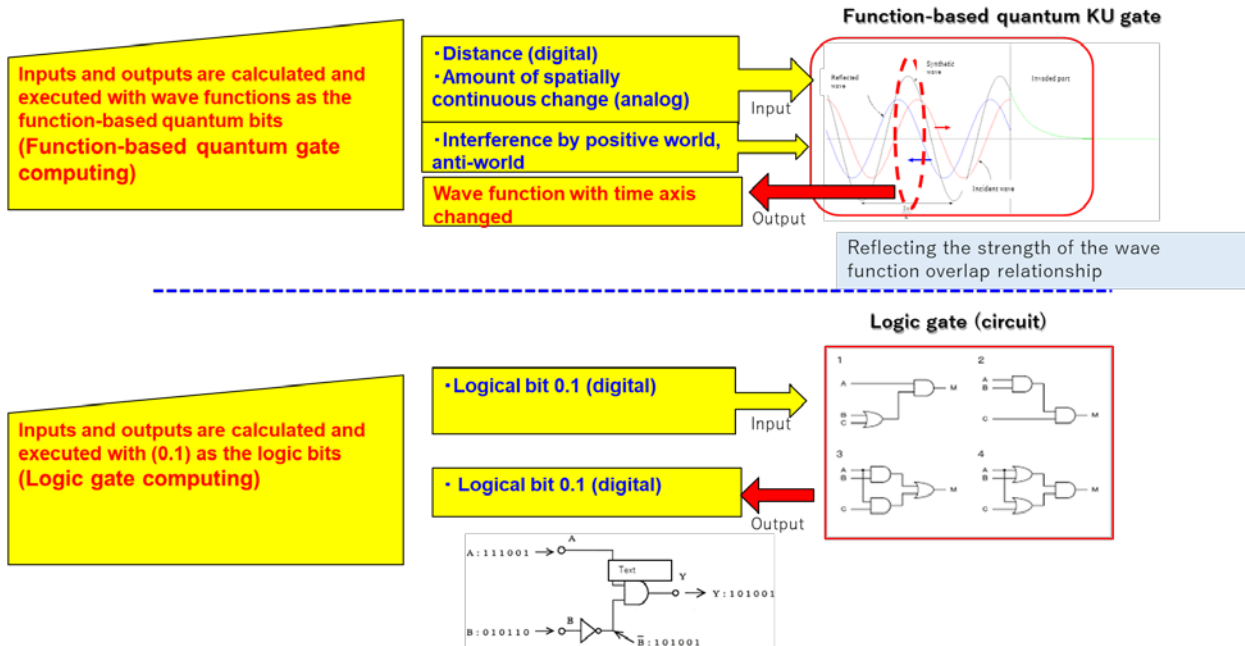 Function-based quantum KU gate
Inputs and outputs are calculated and
executed with wave functions as the
function-based quantum bits
(Function-based quantum gate
computing)
・Distance (digital)
・Amount of spatially
continuous change (analog)
Input
・Interference by positive world,
anti-world
Wave function with time axis
changed
Output
Synthetic
wave
Reflected
wave
Invaded part
Incident wave
Reflecting the strength of the wave
function overlap relationship
Logic gate (circuit)
Inputs and outputs are calculated and
executed with (0.1) as the logic bits
(Logic gate computing)
・Logical bit 0.1 (digital)
Input
・ Logical bit 0.1 (digital)
Output
1
A
B
C
M
2
A
B
C
M
3
A
B
C
M
4
A
B
C
M
A:111001
A
Text
Y
Y:101001
B:010110
B
B̅:101001